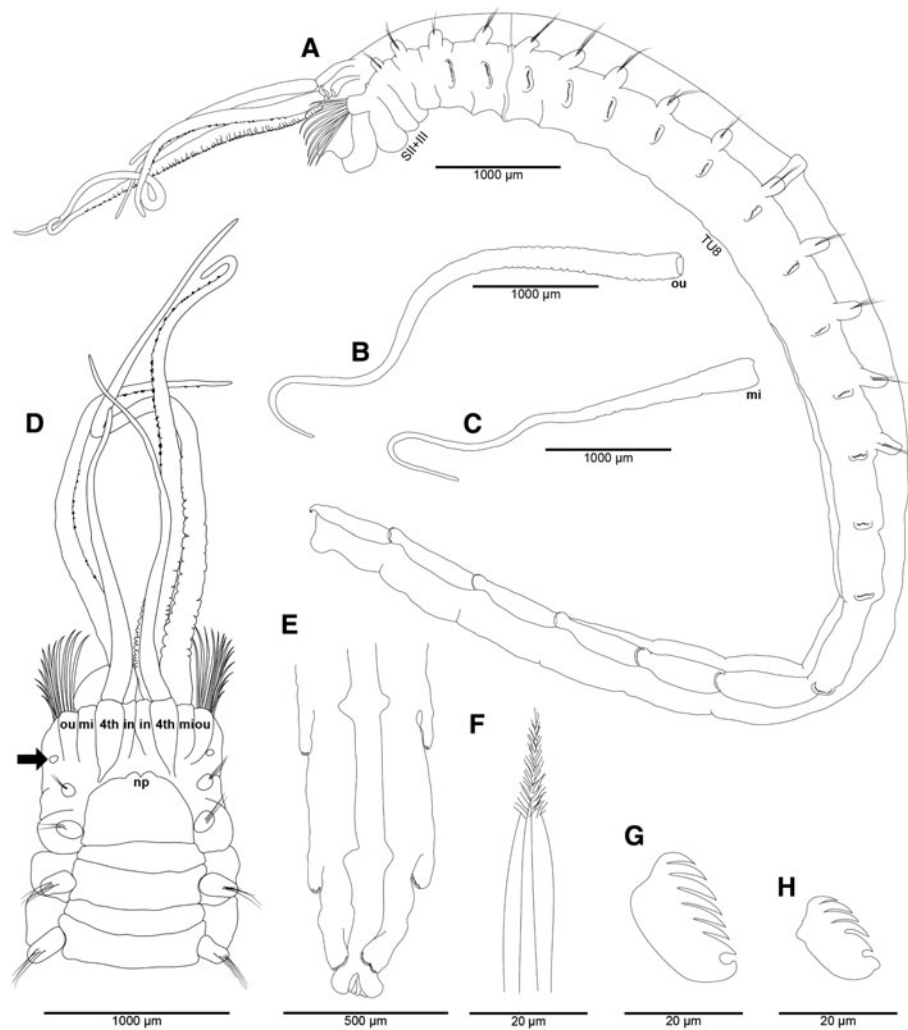 A
SII+III
1000 µm
TU8
ou
1000 µm
B
mi
C
1000 µm
D
E
ou mi 4th in in 4th mi ou
np
F
G
H
1000 µm
500 µm
20 µm
20 µm
20 µm